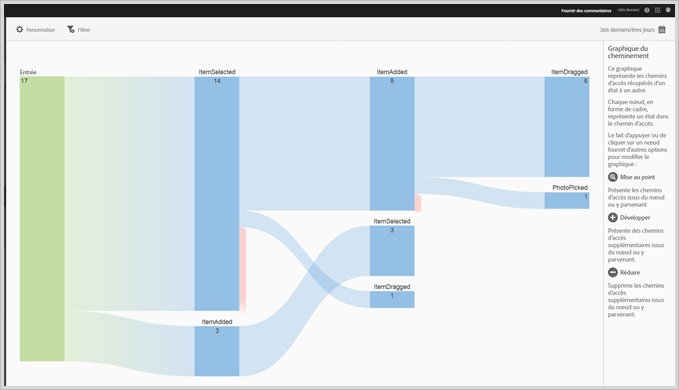 Fournir des commentaires
Personnaliser
Filtrer
366 derniers/ères jours
Entrée
17
ItemSelected
14
ItemAdded
3
ItemAdded
8
ItemSelected
3
ItemDragged
1
ItemDragged
6
PhotoPicked
1
Graphique du
cheminement
Ce graphique
représente les chemins
d'accès récupérés d'un
état à un autre.
Chaque nœud, en
forme de cadre,
représente un état dans
le chemin d'accès.
Le fait d'appuyer ou de
cliquer sur un nœud
fournit d'autres options
pour modifier le
graphique :
Mise au point
Présente les chemins
d'accès issus du nœud
ou y parvenant
Développer
Présente des chemins
d'accès
supplémentaires issus
du nœud ou y
parvenant.
Réduire
Supprime les chemins
d'accès
supplémentaires issus
du nœud ou y
parvenant.